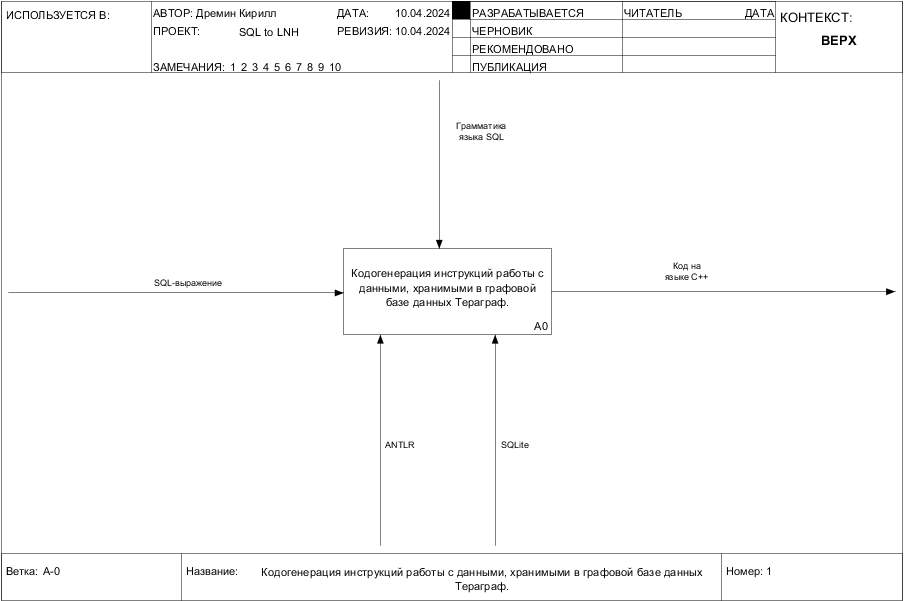 ИСПОЛЬЗУЕТСЯ В:
АВТОР: Дремин Кирилл
ДАТА: 10.04.2024
РАЗРАБАТЫВАЕТСЯ
ЧИТАТЕЛЬ
ДАТА
КОНТЕКСТ:
ПРОЕКТ: SQL to LNH
РЕВИЗИЯ: 10.04.2024
ЧЕРНОВИК
ВЕРХ
РЕКОМЕНДОВАНО
ЗАМЕЧАНИЯ: 1 2 3 4 5 6 7 8 9 10
ПУБЛИКАЦИЯ
Грамматика
языка SQL
SQL-выражение
Кодогенерация инструкций работы с
данными, хранимыми в графовой
базе данных Тераграф.
A0
Код на
языке C++
ANTLR
SQLite
Ветка: A-0
Название:
Кодогенерация инструкций работы с данными, хранимыми в графовой базе данных
Тераграф.
Номер: 1